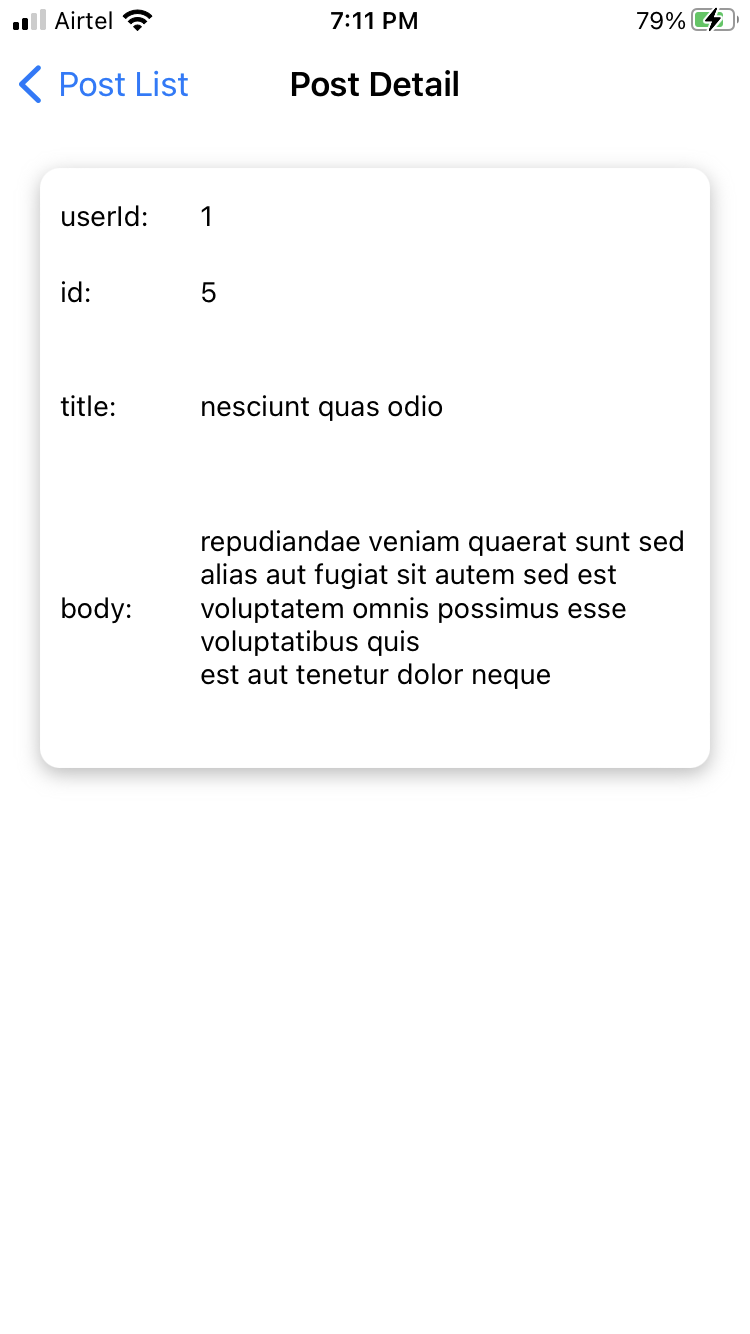 Airtel 7:11 PM 79%
Post List Post Detail
userId: 1
id: 5
title: nesciunt quas odio
repudiandae veniam quaerat sunt sed
alias aut fugiat sit autem sed est
body: voluptatem omnis possimus esse
voluptatibus quis
est aut tenetur dolor neque